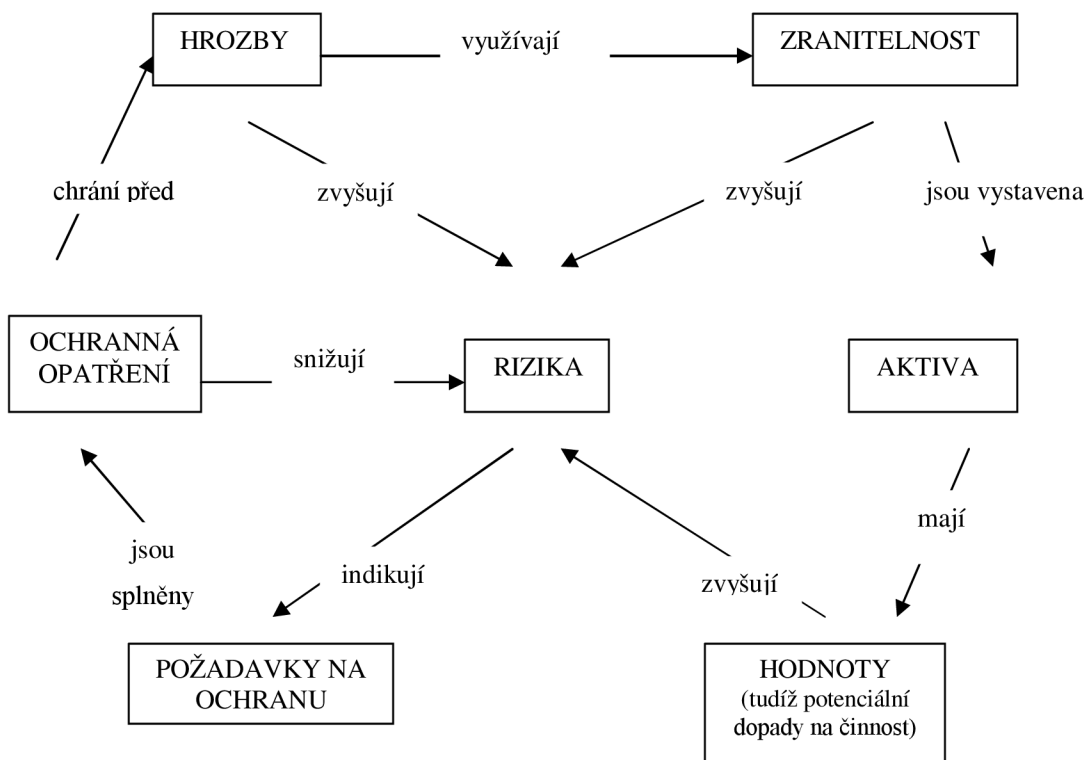 HROZBY
využívají
ZRANITELNOST
chrání před
zvyšují
zvyšují
jsou vystavena
OCHRANNÁ
OPATŘENÍ
snižují
RIZIKA
AKTIVA
jsou
splněny
indikují
zvyšují
mají
POŽADAVKY NA
OCHRANU
HODNOTY
(tudíž potenciální
dopady na činnost)